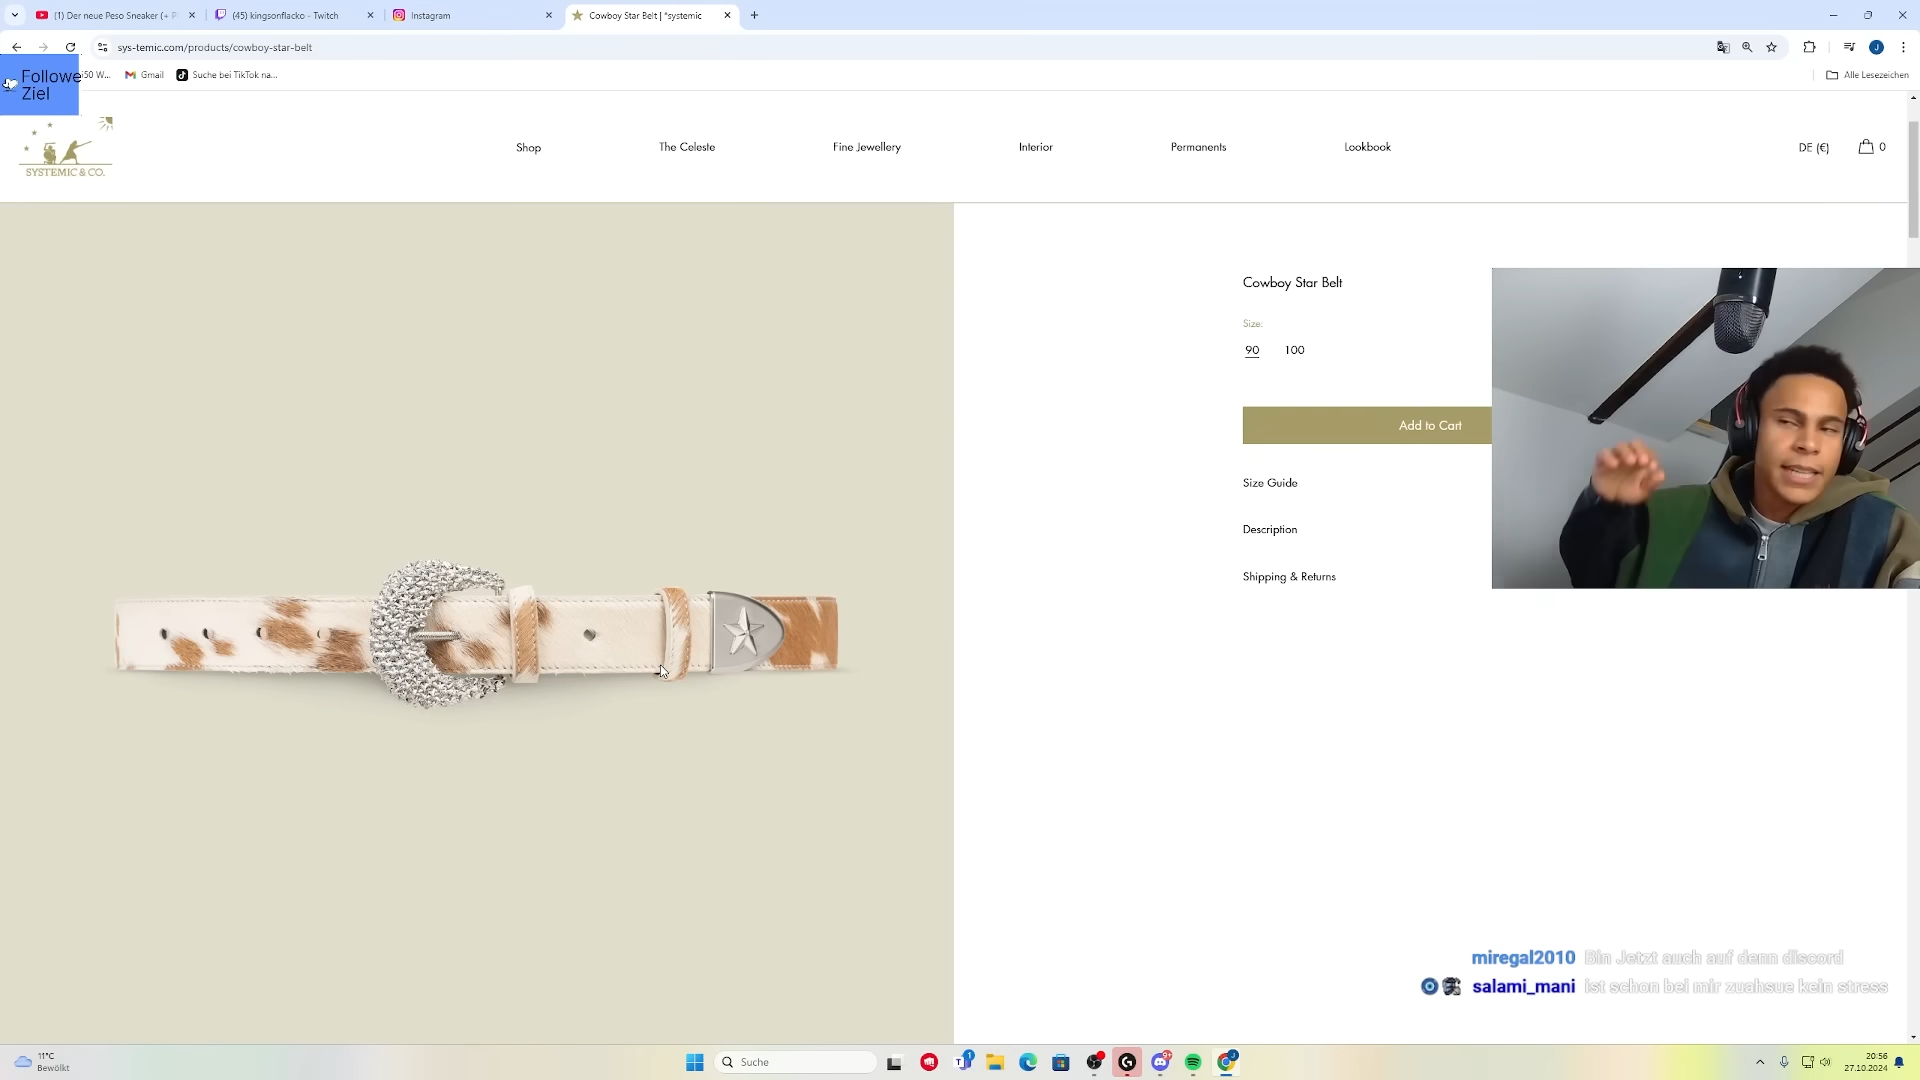 (1) Der neue Peso Sneaker (+ P
(45) kingsonflacko - Twitch
Instagram
Cowboy Star Belt | *systemic
sys-temic.com/products/cowboy-star-belt
Followe
Ziel
50 W...
Gmail
Suche bei TikTok na...
Alle Lesezeichen
SYSTEMIC & CO.
Shop
The Celeste
Fine Jewellery
Interior
Permanents
Lookbook
DE (€)
0
Cowboy Star Belt
Size:
90 100
Add to Cart
Size Guide
Description
Shipping & Returns
miregal2010 Bin Jetzt auch auf denn discord
salami_mani ist schon bei mir zuahsue kein stress
11°C
Bewölkt
Suche
1
9+
J
20:56
27.10.2024